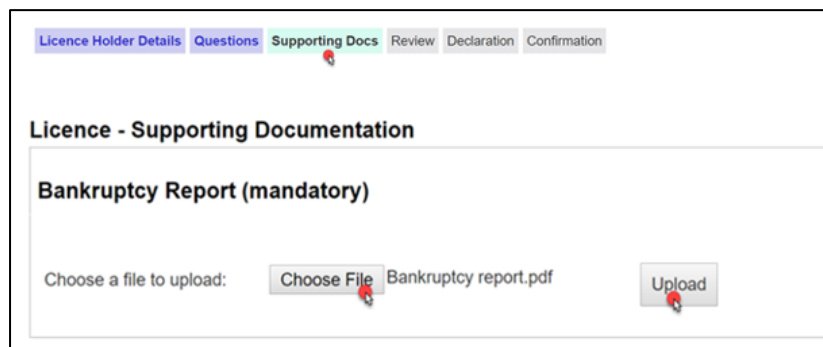 Licence Holder Details Questions Supporting Docs Review Declaration Confirmation
Licence - Supporting Documentation
Bankruptcy Report (mandatory)
Choose a file to upload: Choose File Bankruptcy report.pdf Upload